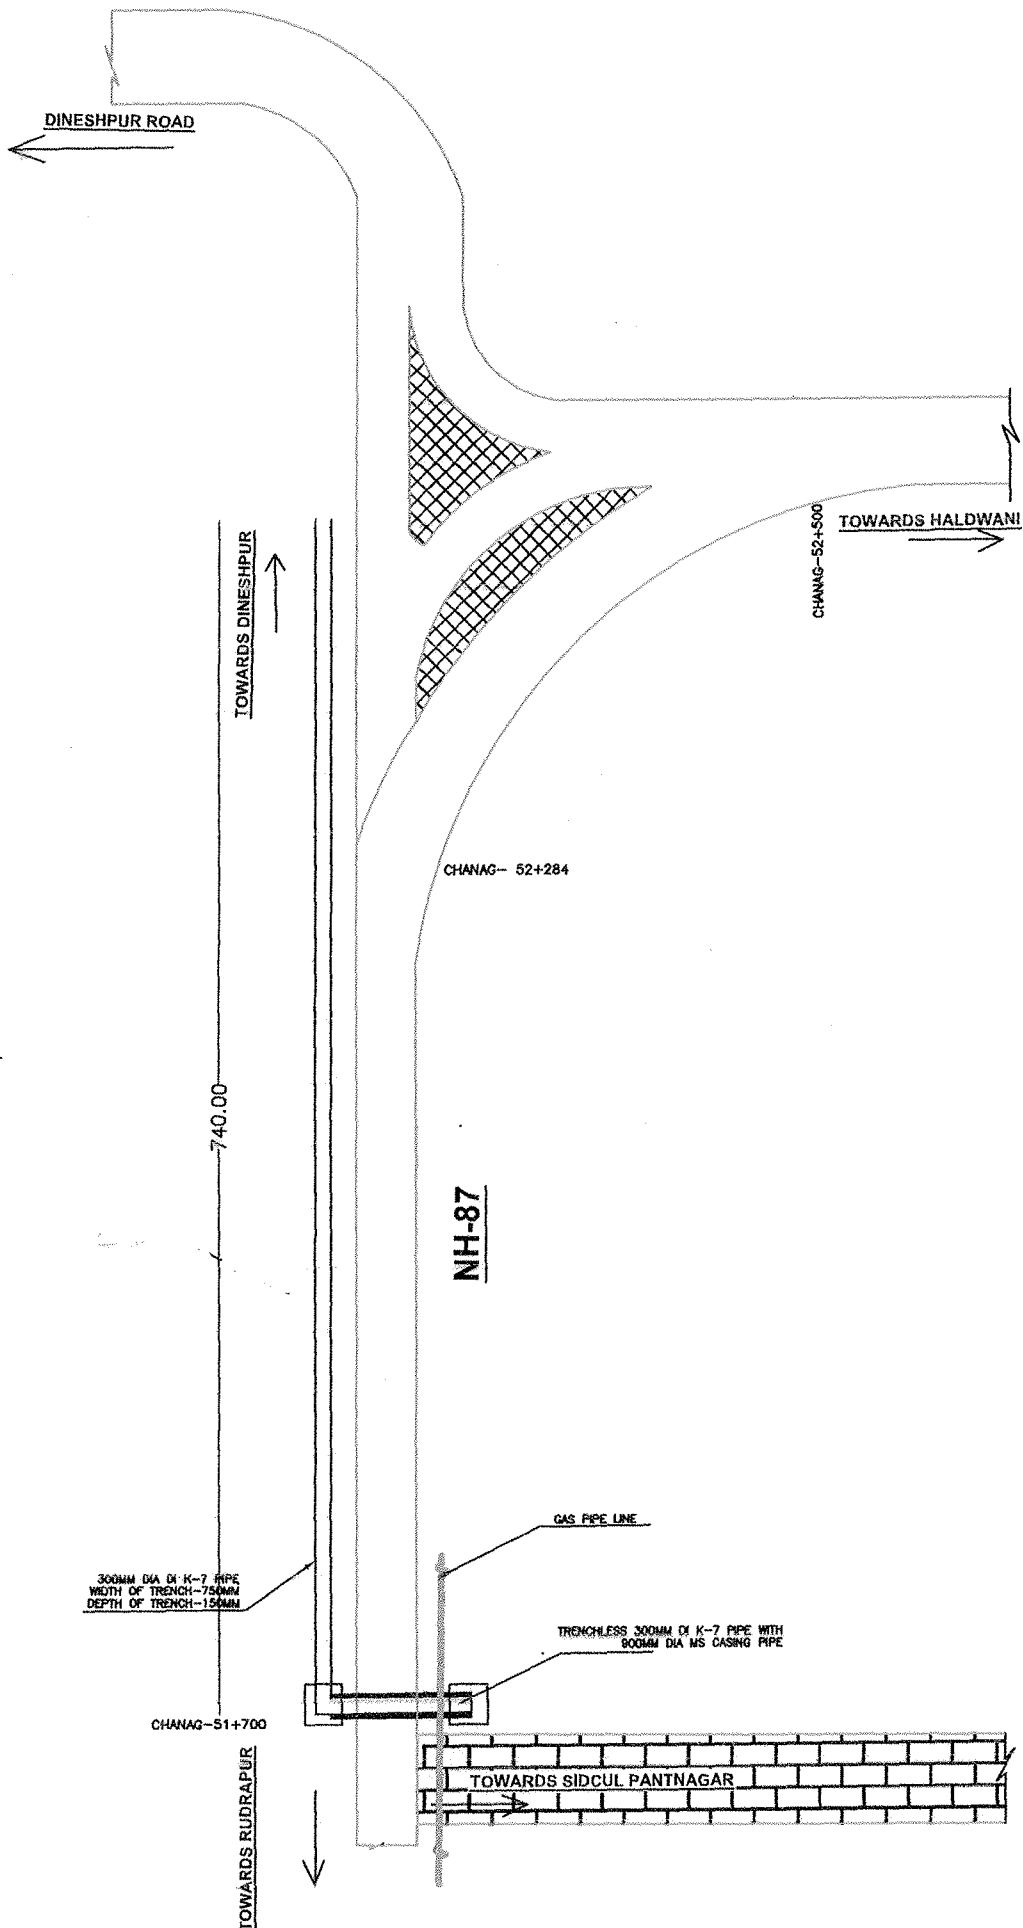 DINESHPUR ROAD
TOWARDS HALDWANI
CHANAG-52+500
TOWARDS DINESHPUR
CHANAG- 52+284
740.00
NH-87
GAS PIPE LINE
300MM DIA DI K-7 PIPE
WIDTH OF TRENCH-750MM
DEPTH OF TRENCH-150MM
TRENCHLESS 300MM DI K-7 PIPE WITH
900MM DIA MS CASING PIPE
CHANAG-51+700
TOWARDS SIDCUL PANTNAGAR
TOWARDS RUDRAPUR